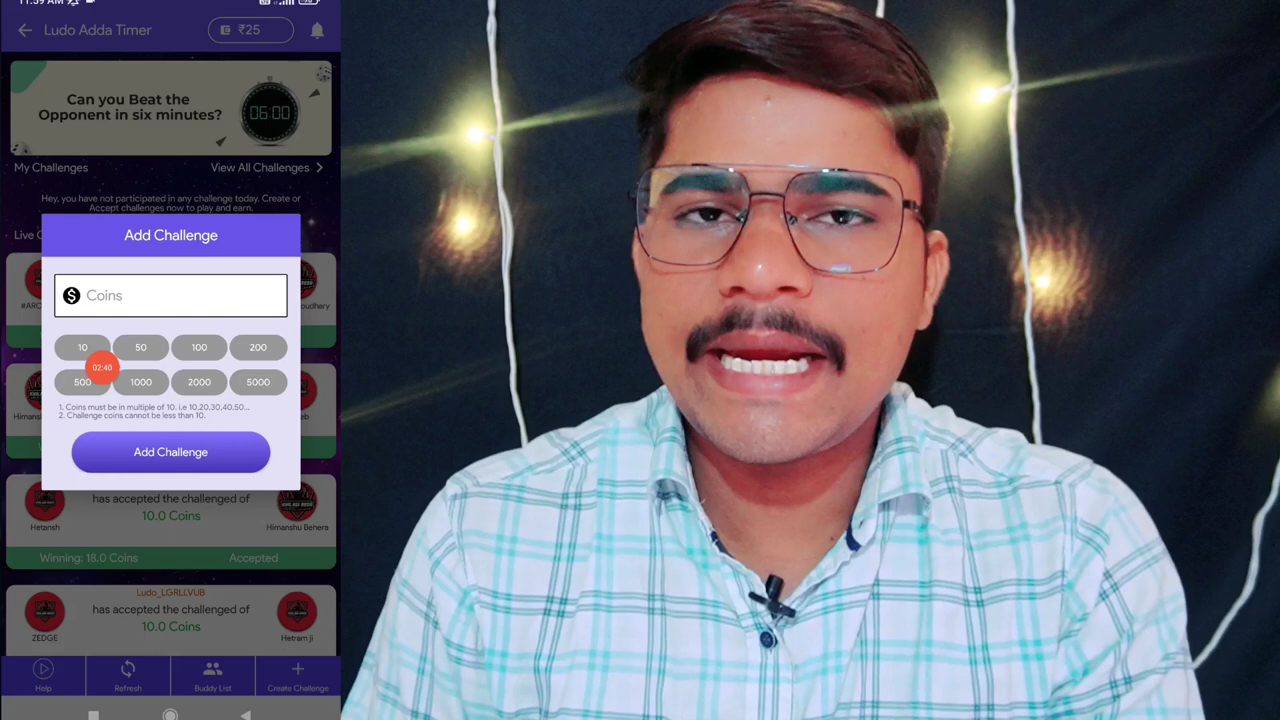 11:59 AM
Ludo Adda Timer
₹25
Can you Beat the
Opponent in six minutes?
06:00
My Challenges
View All Challenges
Hey, you have not participated in any challenge today. Create or
Accept challenges now to play and earn.
Add Challenge
$ Coins
10 50 100 200
02:40
500 1000 2000 5000
1. Coins must be in multiple of 10. i.e 10,20,30,40,50...
2. Challenge coins cannot be less than 10.
Add Challenge
has accepted the challenged of
10.0 Coins
Hetansh
Himanshu Behera
Winning: 18.0 Coins
Accepted
Ludo_LGRLLVUB
has accepted the challenged of
10.0 Coins
ZEDGE
Hetram ji
Help
Refresh
Buddy List
Create Challenge